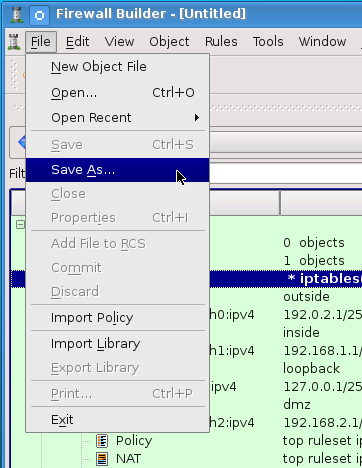 Firewall Builder - [Untitled]
File Edit View Object Rules Tools Window
New Object File
Open... Ctrl+O
Open Recent
Save Ctrl+S
Save As...
Close
Properties Ctrl+I
Add File to RCS
Commit
Discard
Import Policy
Import Library
Export Library
Print... Ctrl+P
Exit
Filt
0 objects
1 objects
* iptables(
outside
h0:ipv4 192.0.2.1/25
inside
h1:ipv4 192.168.1.1/
loopback
ipv4 127.0.0.1/25
dmz
h2:ipv4 192.168.2.1/
Policy top ruleset ip
NAT top ruleset ip